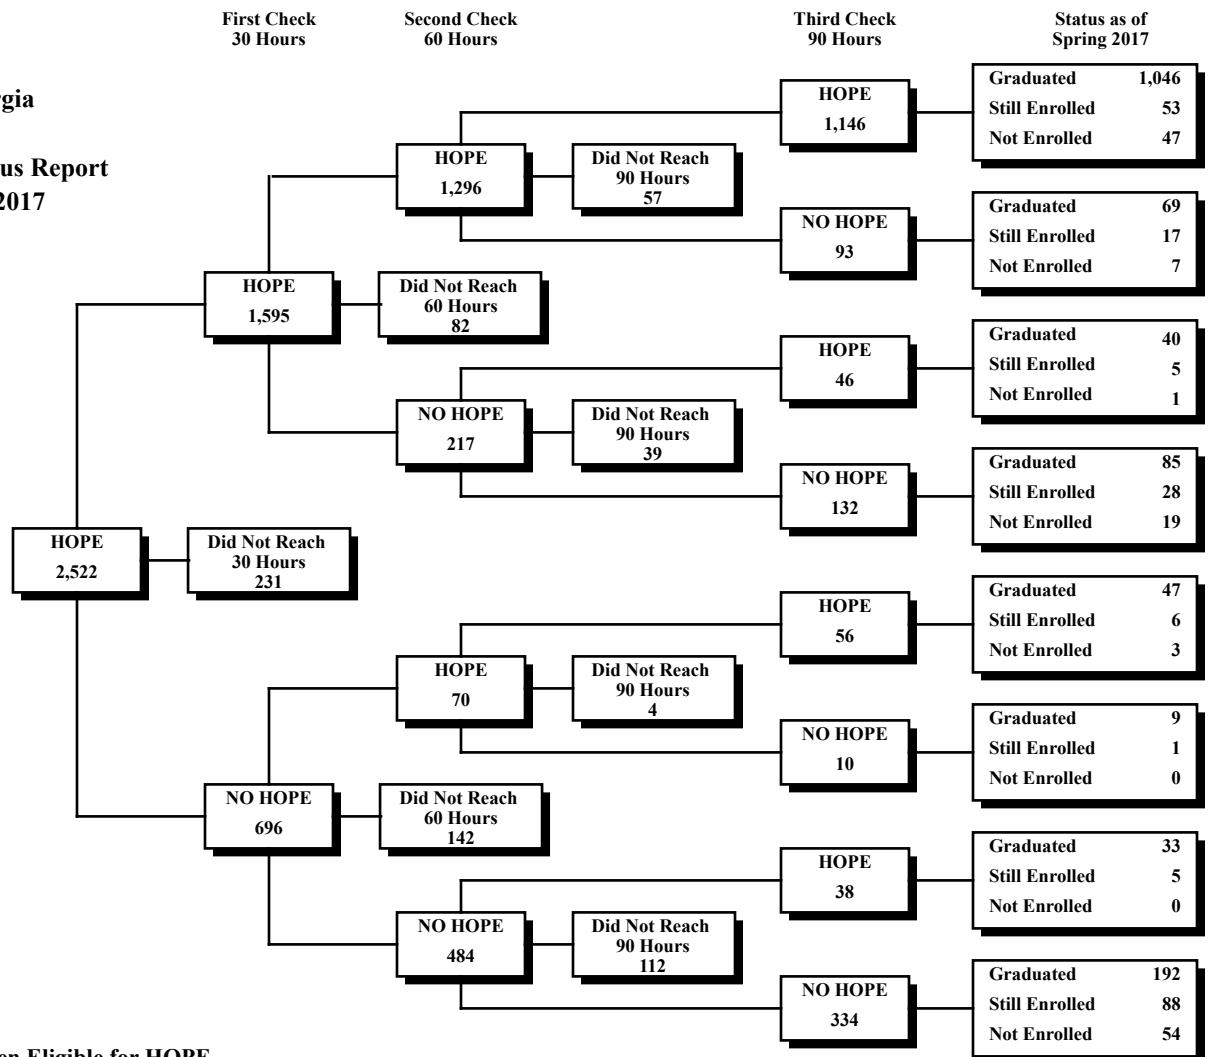 First Check
30 Hours
Second Check
60 Hours
Third Check
90 Hours
Status as of
Spring 2017
rgia
us Report
2017
HOPE
2,522
Did Not Reach
30 Hours
231
HOPE
1,595
Did Not Reach
60 Hours
82
NO HOPE
696
Did Not Reach
60 Hours
142
HOPE
1,296
Did Not Reach
90 Hours
57
NO HOPE
217
Did Not Reach
90 Hours
39
HOPE
70
Did Not Reach
90 Hours
4
NO HOPE
484
Did Not Reach
90 Hours
112
HOPE
1,146
Graduated 1,046
Still Enrolled 53
Not Enrolled 47
NO HOPE
93
Graduated 69
Still Enrolled 17
Not Enrolled 7
HOPE
46
Graduated 40
Still Enrolled 5
Not Enrolled 1
NO HOPE
132
Graduated 85
Still Enrolled 28
Not Enrolled 19
HOPE
56
Graduated 47
Still Enrolled 6
Not Enrolled 3
NO HOPE
10
Graduated 9
Still Enrolled 1
Not Enrolled 0
HOPE
38
Graduated 33
Still Enrolled 5
Not Enrolled 0
NO HOPE
334
Graduated 192
Still Enrolled 88
Not Enrolled 54
en Eligible for HOPE